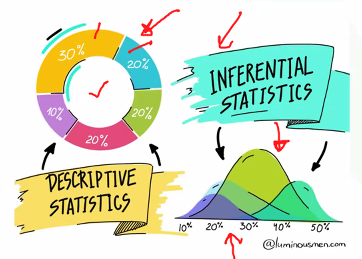 30%
20%
10%
20%
20%
DESCRIPTIVE
STATISTICS
INFERENTIAL
STATISTICS
10% 20% 30% 40% 50%
@luminousmen.com